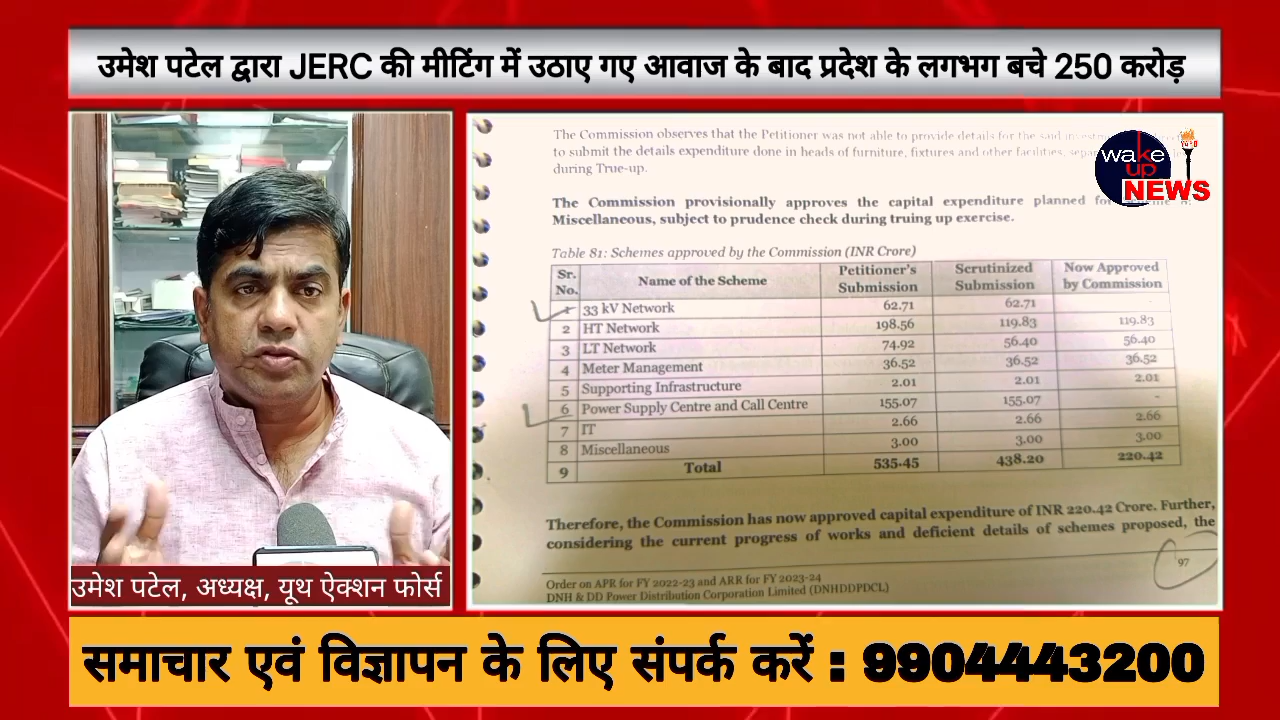 उमेश पटेल द्वारा JERC की मीटिंग में उठाए गए आवाज के बाद प्रदेश के लगभग बचे 250 करोड़
The Commission observes that the Petitioner was not able to provide details for the said
to submit the details expenditure done in heads of furniture, fixtures and other facilities,
during True-up.
wake up NEWS
The Commission provisionally approves the capital expenditure planned for
Miscellaneous, subject to prudence check during truing up exercise.
Table 81: Schemes approved by the Commission (INR Crore)
Sr. No. Name of the Scheme Petitioner's Submission Scrutinized Submission Now Approved by Commission
1 33 kV Network 62.71 62.71 -
2 HT Network 198.56 119.83 119.83
3 LT Network 74.92 56.40 56.40
4 Meter Management 36.52 36.52 36.52
5 Supporting Infrastructure 2.01 2.01 2.01
6 Power Supply Centre and Call Centre 155.07 155.07 -
7 IT 2.66 2.66 2.66
8 Miscellaneous 3.00 3.00 3.00
9 Total 535.45 438.20 220.42
Therefore, the Commission has now approved capital expenditure of INR 220.42 Crore. Further,
considering the current progress of works and deficient details of schemes proposed, the
97
Order on APR for FY 2022-23 and ARR for FY 2023-24
DNH & DD Power Distribution Corporation Limited (DNHDDPDCL)
उमेश पटेल, अध्यक्ष, यूथ ऐक्शन फोर्स
समाचार एवं विज्ञापन के लिए संपर्क करें : 9904443200